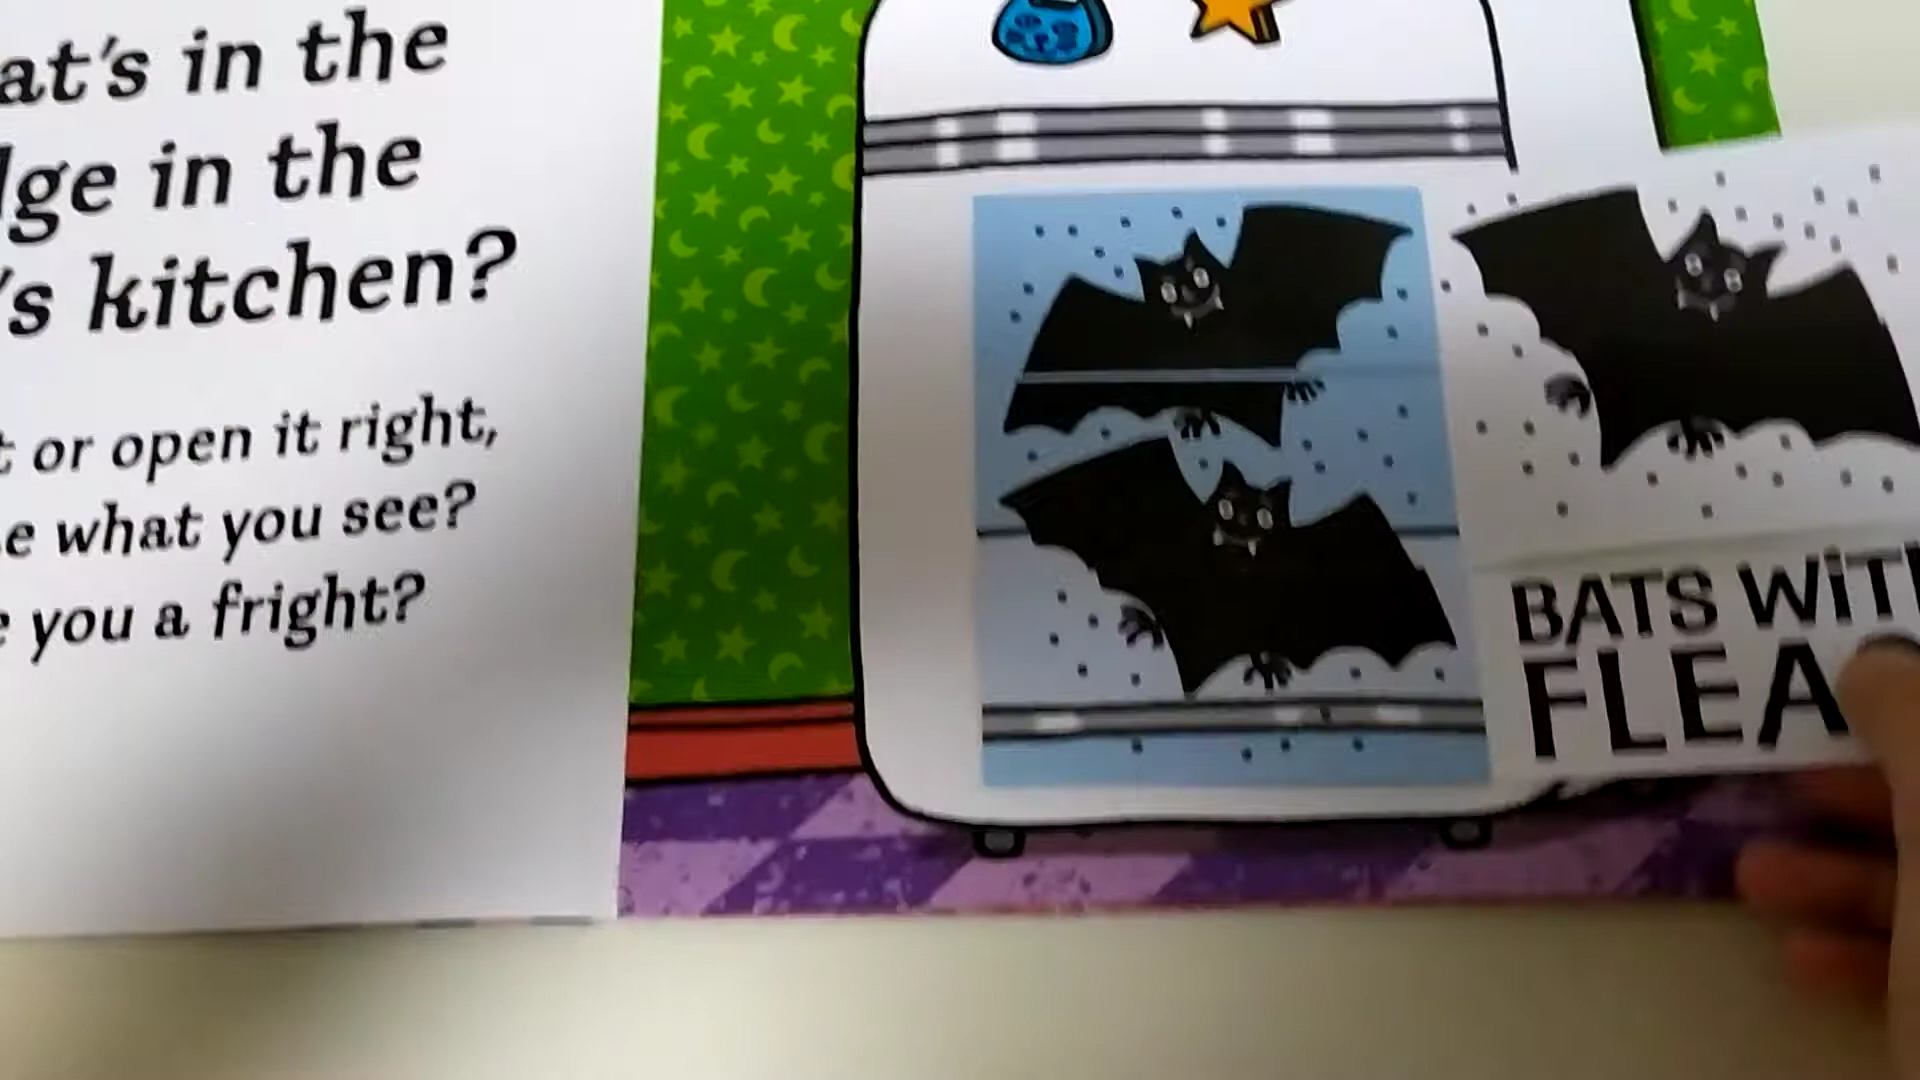 at's in the
dge in the
's kitchen?
t or open it right,
e what you see?
e you a fright?
BATS WIT
FLEA